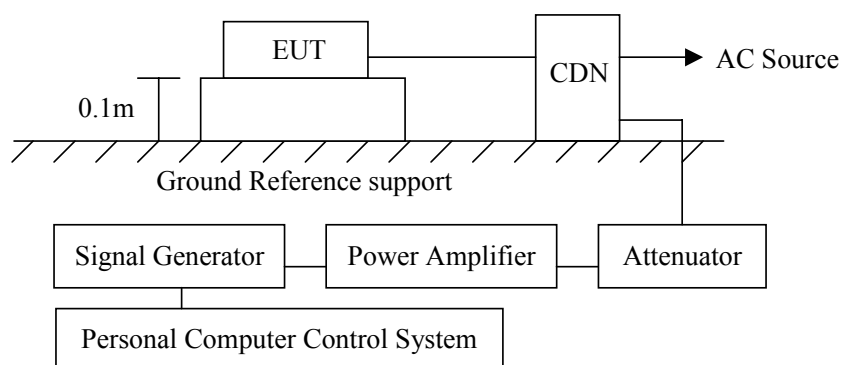 EUT
CDN
AC Source
0.1m
Ground Reference support
Signal Generator
Power Amplifier
Attenuator
Personal Computer Control System